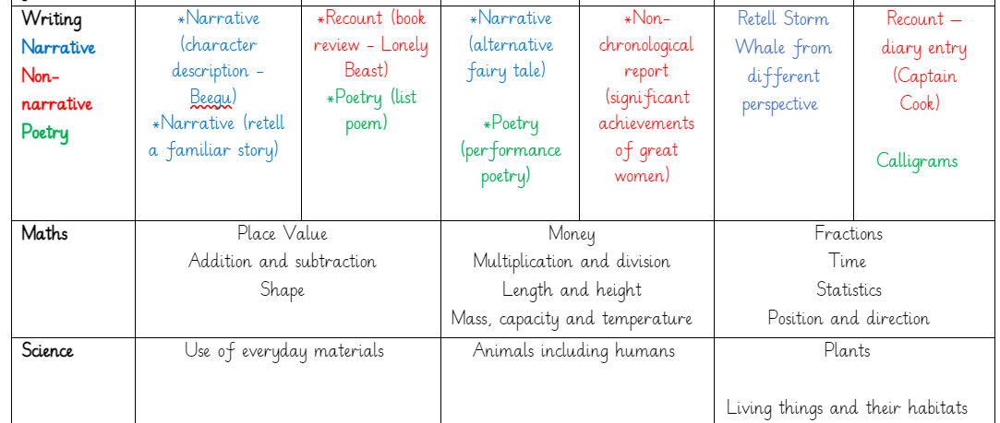 Writing
Narrative
Non-
narrative
Poetry
*Narrative
(character
description –
Beegu)
*Narrative (retell
a familiar story)
*Recount (book
review – Lonely
Beast)
*Poetry (list
poem)
*Narrative
(alternative
fairy tale)
*Poetry
(performance
poetry)
*Non-
chronological
report
(significant
achievements
of great
women)
Retell Storm
Whale from
different
perspective
Recount –
diary entry
(Captain
Cook)
Calligrams
Maths
Place Value
Addition and subtraction
Shape
Money
Multiplication and division
Length and height
Mass, capacity and temperature
Fractions
Time
Statistics
Position and direction
Science
Use of everyday materials
Animals including humans
Plants
Living things and their habitats